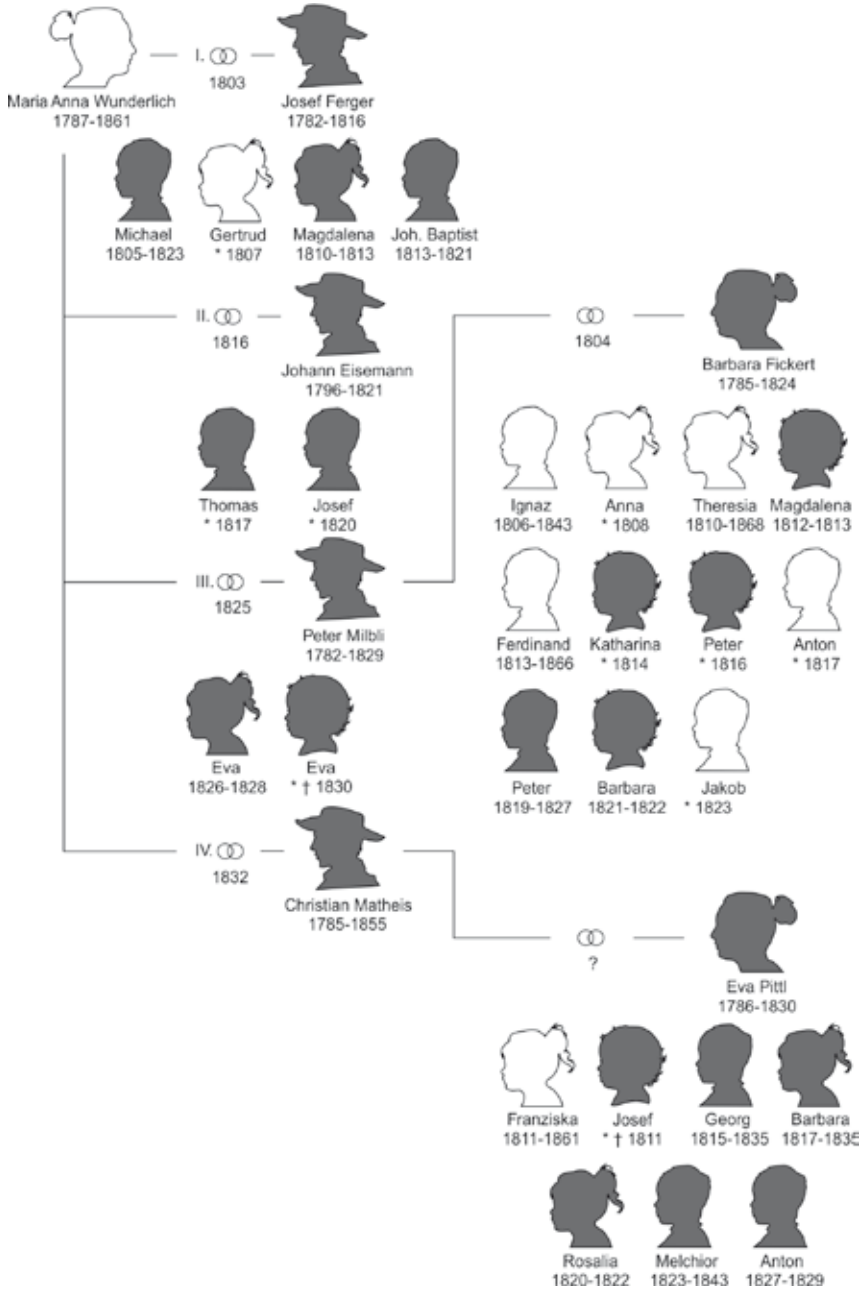 I. 1803
Maria Anna Wunderlich
1787-1861
Josef Ferger
1782-1816
Michael
1805-1823
Gertrud
* 1807
Magdalena
1810-1813
Joh. Baptist
1813-1821
II. 1816
Johann Eisemann
1796-1821
1804
Barbara Fickert
1785-1824
Thomas
* 1817
Josef
* 1820
Ignaz
1806-1843
Anna
* 1808
Theresia
1810-1868
Magdalena
1812-1813
III. 1825
Peter Milbli
1782-1829
Ferdinand
1813-1866
Katharina
* 1814
Peter
* 1816
Anton
* 1817
Eva
1826-1828
Eva
* † 1830
Peter
1819-1827
Barbara
1821-1822
Jakob
* 1823
IV. 1832
Christian Matheis
1785-1855
?
Eva Pittl
1786-1830
Franziska
1811-1861
Josef
* † 1811
Georg
1815-1835
Barbara
1817-1835
Rosalia
1820-1822
Melchior
1823-1843
Anton
1827-1829